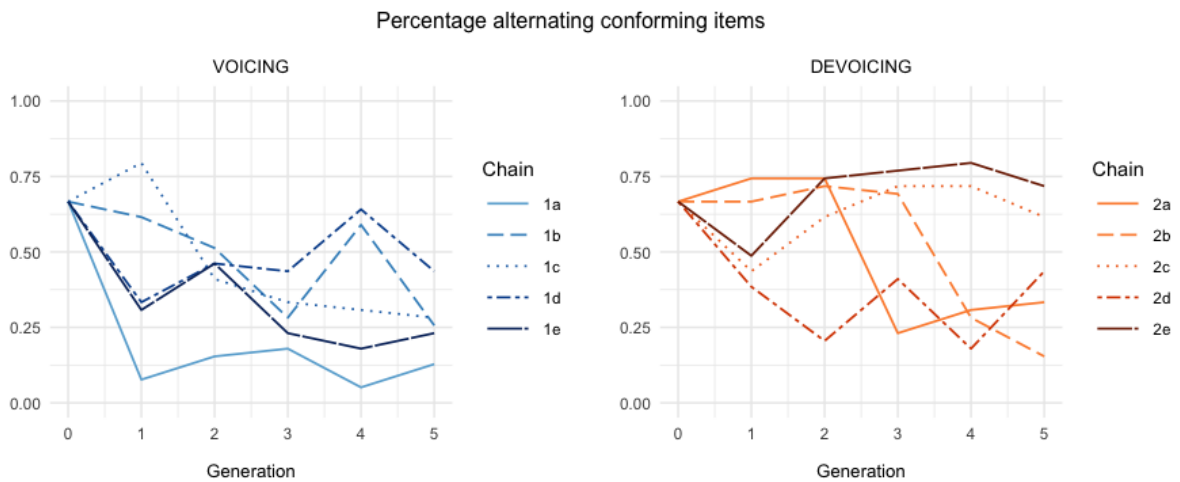 Percentage alternating conforming items
VOICING
1.00
0.75
0.50
0.25
0.00
0 1 2 3 4 5
Generation
Chain
1a
1b
1c
1d
1e
DEVOICING
1.00
0.75
0.50
0.25
0.00
0 1 2 3 4 5
Generation
Chain
2a
2b
2c
2d
2e